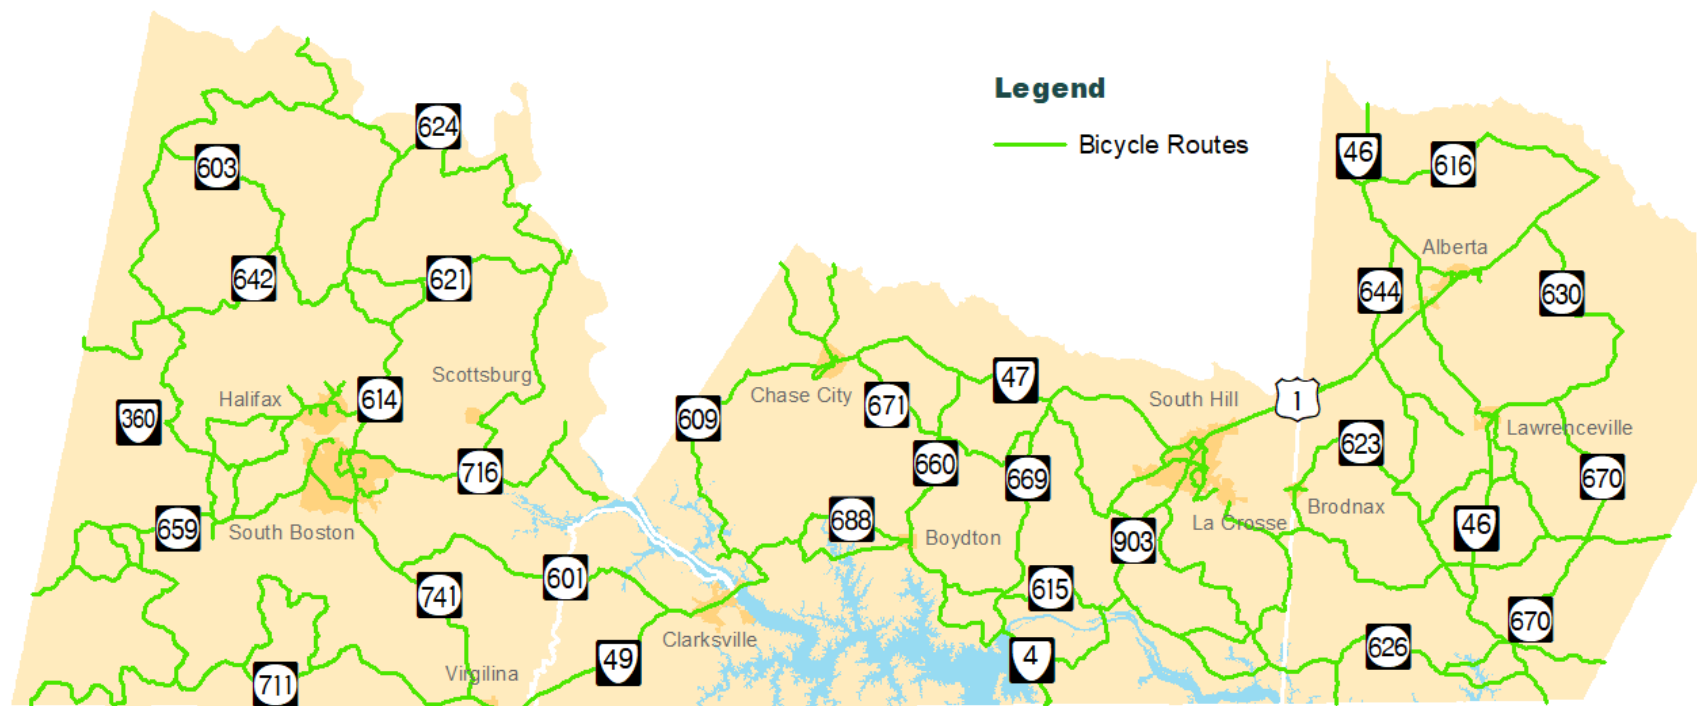 Legend
Bicycle Routes
624
46
616
603
Alberta
642
621
644
630
Scottsburg
47
Halifax
614
Chase City
671
South Hill
1
360
609
Lawrenceville
623
716
660
669
670
Brodnax
659
688
La Crosse
46
South Boston
Boydton
903
601
741
615
670
Clarksville
626
49
4
Virgilina
711